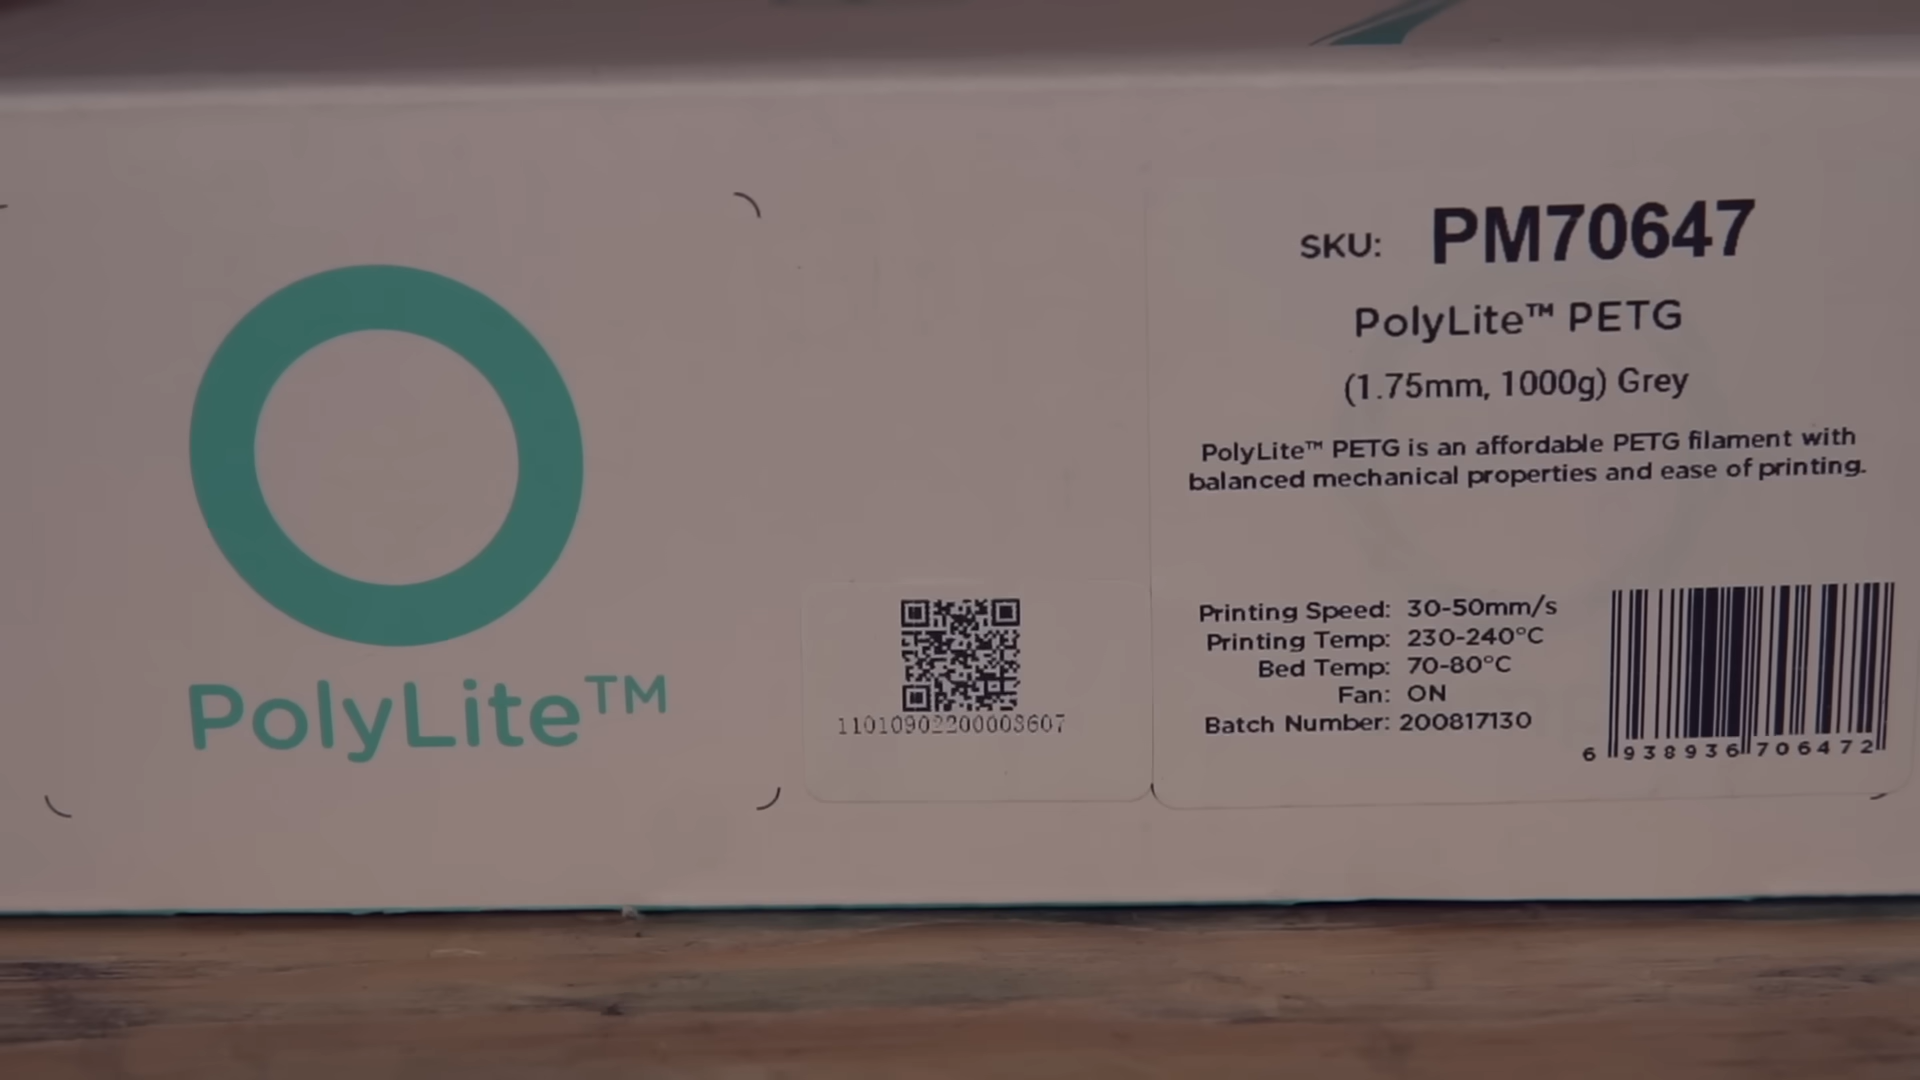 PolyLite™
11010902200003607
SKU: PM70647
PolyLite™ PETG
(1.75mm, 1000g) Grey
PolyLite™ PETG is an affordable PETG filament with
balanced mechanical properties and ease of printing.
Printing Speed: 30-50mm/s
Printing Temp: 230-240°C
Bed Temp: 70-80°C
Fan: ON
Batch Number: 200817130
6 938936 706472